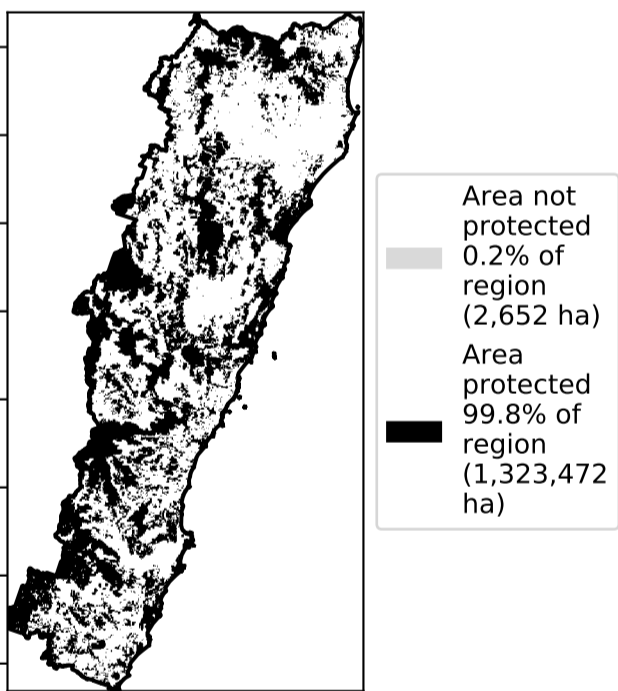 Area not
protected
0.2% of
region
(2,652 ha)
Area
protected
99.8% of
region
(1,323,472
ha)